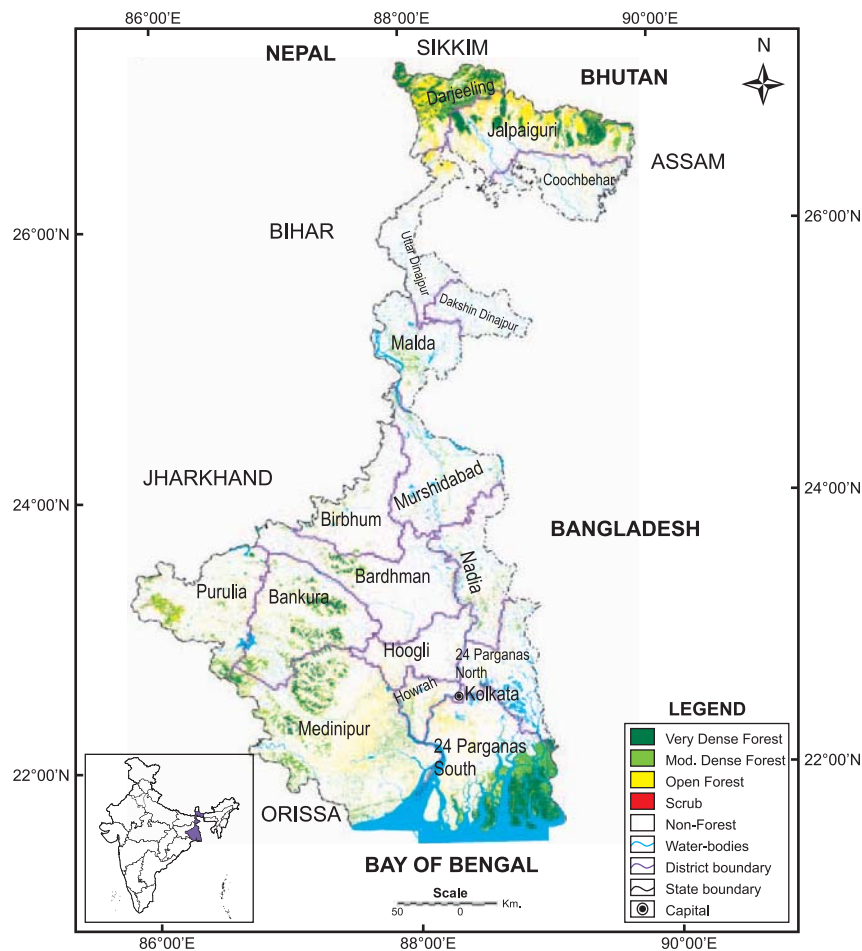 86°00'E
88°00'E
90°00'E
NEPAL
SIKKIM
N
BHUTAN
Darjeeling
Jalpaiguri
ASSAM
Coochbehar
26°00'N
26°00'N
BIHAR
Uttar Dinajpur
Dakshin Dinajpur
Malda
24°00'N
24°00'N
JHARKHAND
Murshidabad
Birbhum
BANGLADESH
Nadia
Bardhman
Purulia
Bankura
Hoogli
24 Parganas
North
Howrah
Kolkata
Medinipur
24 Parganas
South
22°00'N
22°00'N
ORISSA
BAY OF BENGAL
Scale
50
0
Km.
LEGEND
Very Dense Forest
Mod. Dense Forest
Open Forest
Scrub
Non-Forest
Water-bodies
District boundary
State boundary
Capital
86°00'E
88°00'E
90°00'E